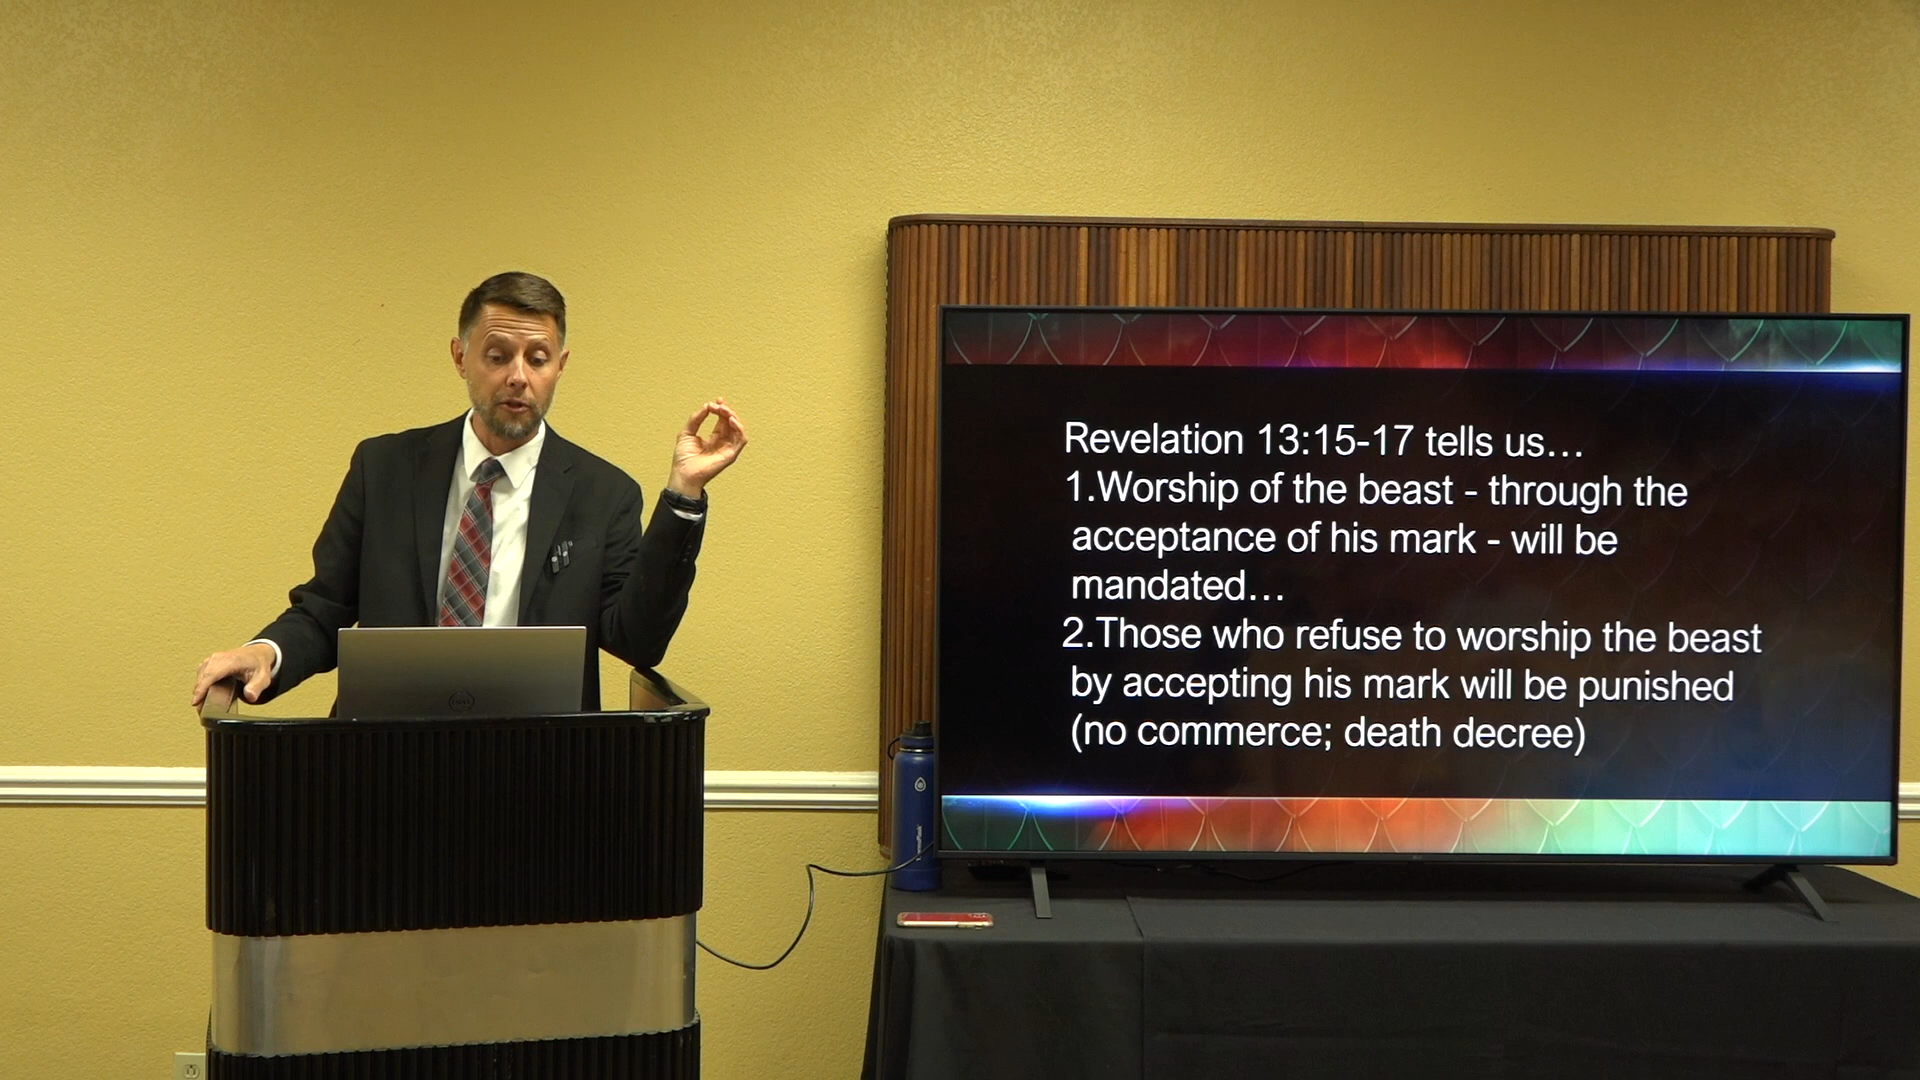 Revelation 13:15-17 tells us...
1.Worship of the beast - through the
acceptance of his mark - will be
mandated...
2.Those who refuse to worship the beast
by accepting his mark will be punished
(no commerce; death decree)
DELL